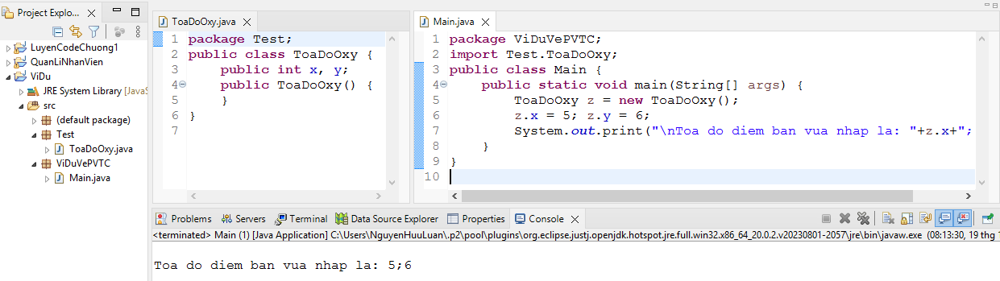 Project Explo...
LuyenCodeChuong1
QuanLiNhanVien
ViDu
JRE System Library [JavaS
src
(default package)
Test
ToaDoOxy.java
ViDuVePVTC
Main.java
ToaDoOxy.java
1 package Test;
2 public class ToaDoOxy {
3 public int x, y;
4 public ToaDoOxy() {
5 }
6 }
7
Main.java
1 package ViDuVePVTC;
2 import Test.ToaDoOxy;
3 public class Main {
4 public static void main(String[] args) {
5 ToaDoOxy z = new ToaDoOxy();
6 z.x = 5; z.y = 6;
7 System.out.print("\nToa do diem ban vua nhap la: "+z.x+";
8 }
9 }
10
Problems Servers Terminal Data Source Explorer Properties Console
<terminated> Main (1) [Java Application] C:\Users\NguyenHuuLuan\.p2\pool\plugins\org.eclipse.justj.openjdk.hotspot.jre.full.win32.x86_64_20.0.2.v20230801-2057\jre\bin\javaw.exe (08:13:30, 19 thg 1
Toa do diem ban vua nhap la: 5;6